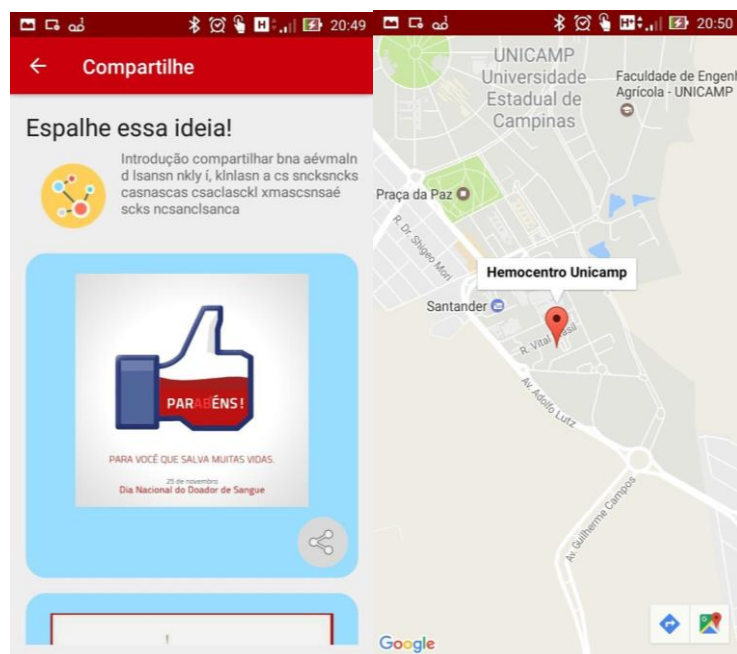 20:49
Compartilhe
Espalhe essa ideia!
Introdução compartilhar bna aévmaln
d lsansn nkly í, klnlasn a cs sncksncks
casnascas csaclasckl xmascsnsaé
scks ncsanclsanca
PARABÉNS!
PARA VOCÊ QUE SALVA MUITAS VIDAS.
25 de novembro
Dia Nacional do Doador de Sangue
H+ 20:50
UNICAMP
Universidade
Estadual de
Campinas
Faculdade de Engenh
Agrícola - UNICAMP
Praça da Paz
R. Dr. Shigeo Mori
Hemocentro Unicamp
Santander
R. Vital Brasil
Av. Adolfo Lutz
Av. Guilherme Campos
Google